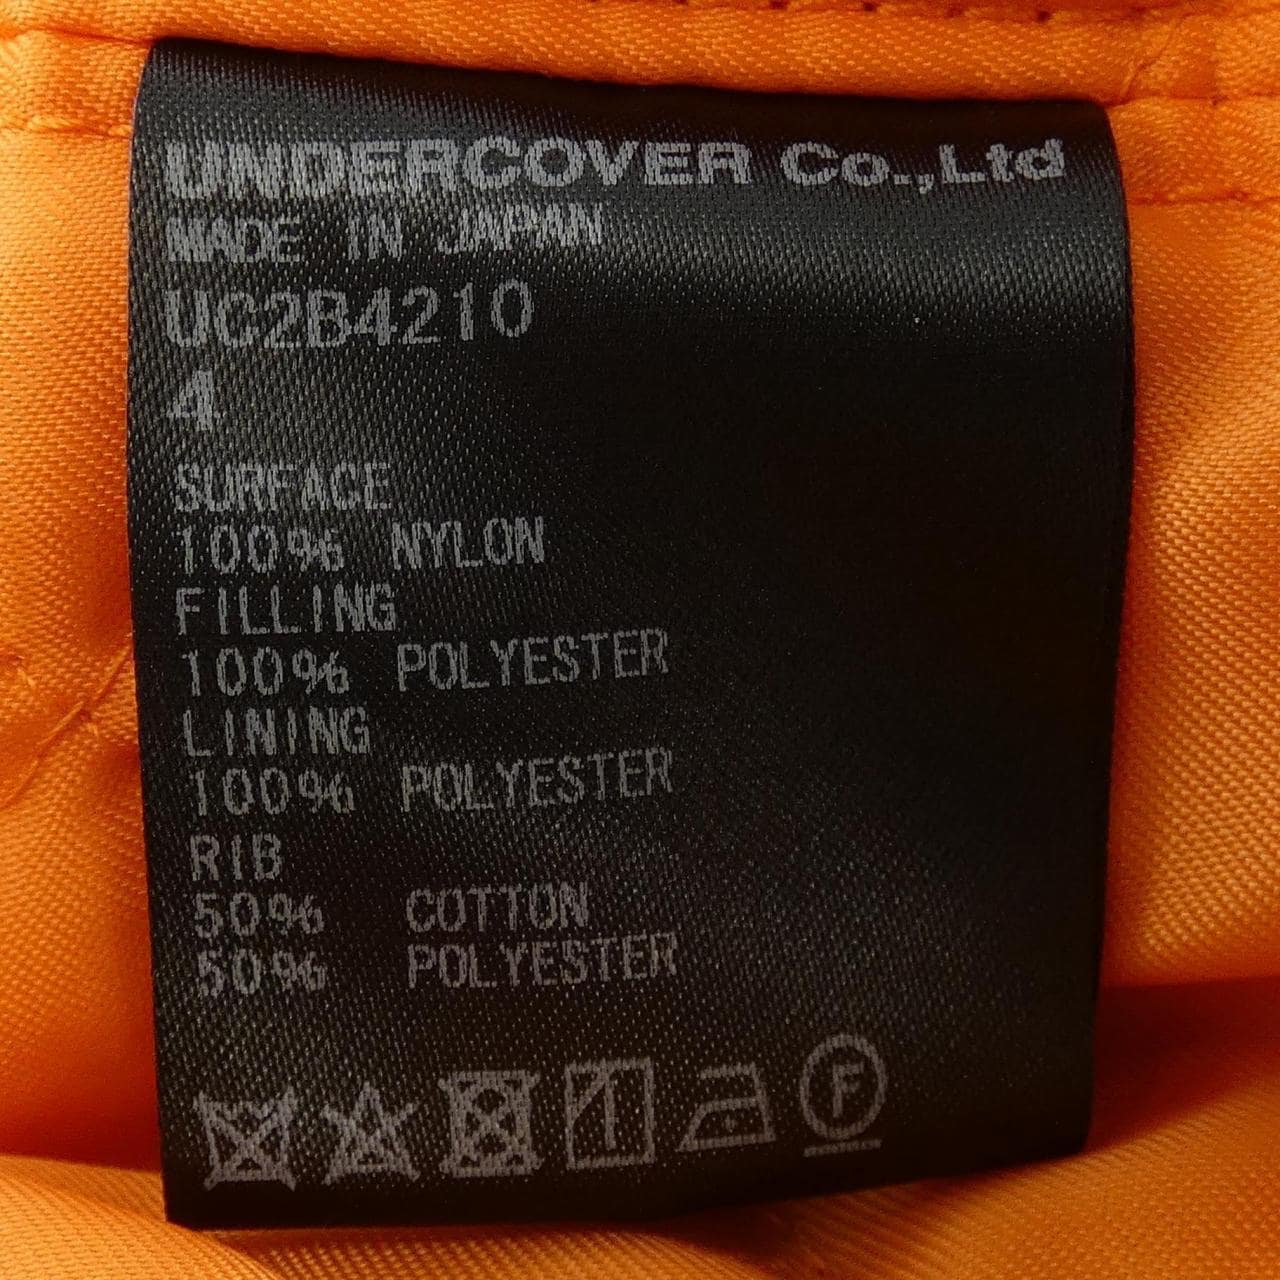 UNDERCOVER Co.,Ltd
MADE IN JAPAN
UC2B4210
4
SURFACE
100% NYLON
FILLING
100% POLYESTER
LINING
100% POLYESTER
RIB
50% COTTON
50% POLYESTER
F